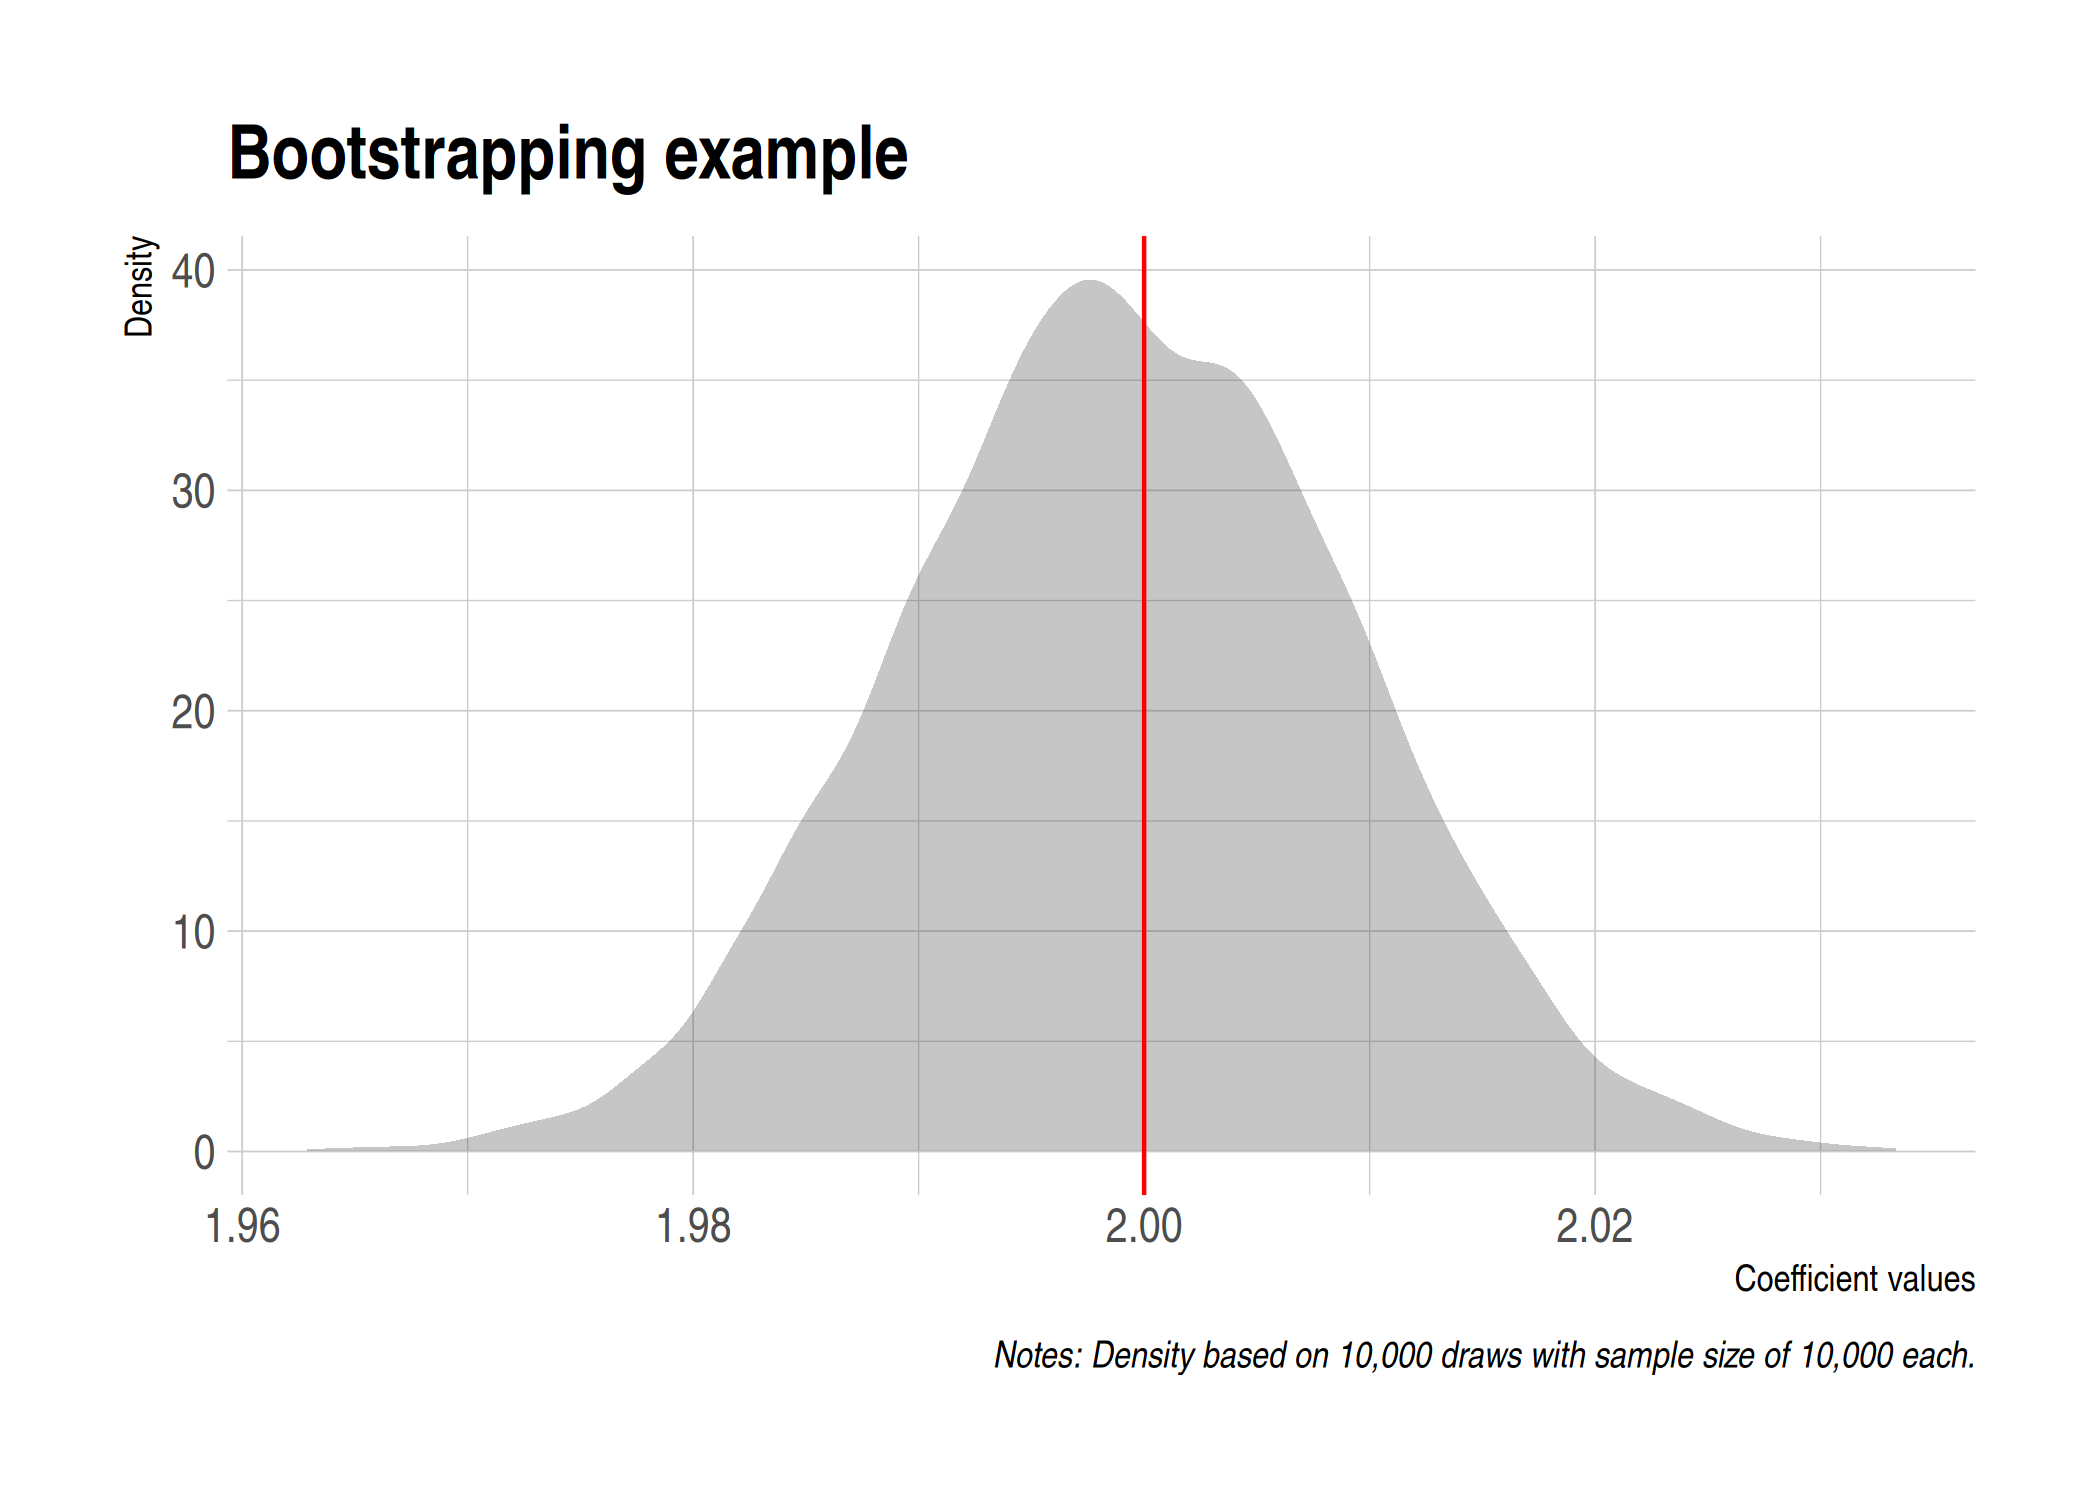 Bootstrapping example
Density
40
30
20
10
0
1.96
1.98
2.00
2.02
Coefficient values
Notes: Density based on 10,000 draws with sample size of 10,000 each.